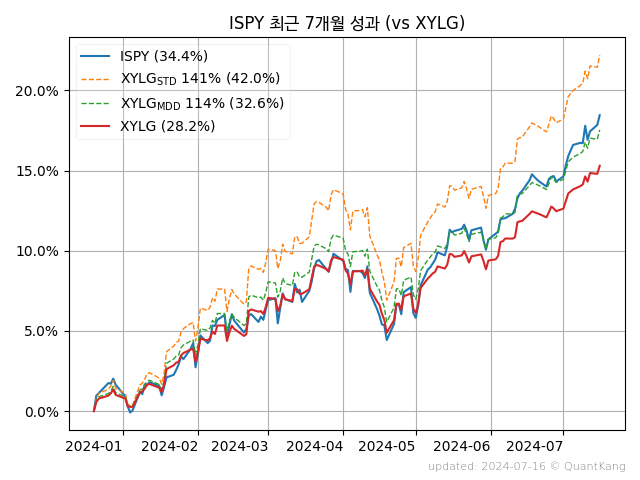 ISPY 최근 7개월 성과 (vs XYLG)
ISPY (34.4%)
XYLG_STD 141% (42.0%)
XYLG_MDD 114% (32.6%)
XYLG (28.2%)
20.0%
15.0%
10.0%
5.0%
0.0%
2024-01 2024-02 2024-03 2024-04 2024-05 2024-06 2024-07
updated: 2024-07-16 © QuantKang